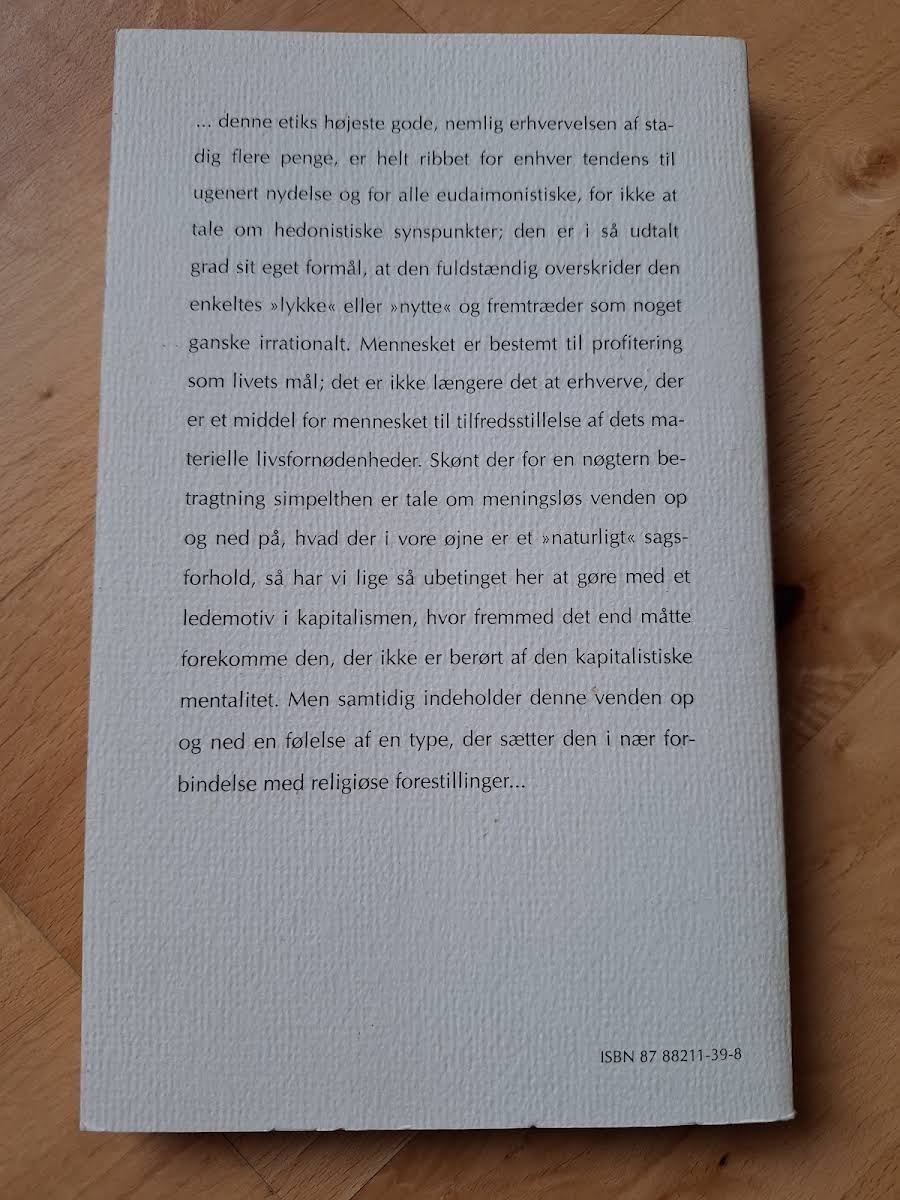 ... denne etiks højeste gode, nemlig erhvervelsen af sta-
dig flere penge, er helt ribbet for enhver tendens til
ugenert nydelse og for alle eudaimonistiske, for ikke at
tale om hedonistiske synspunkter; den er i så udtalt
grad sit eget formål, at den fuldstændig overskrider den
enkeltes »lykke« eller »nytte« og fremtræder som noget
ganske irrationalt. Mennesket er bestemt til profitering
som livets mål; det er ikke længere det at erhverve, der
er et middel for mennesket til tilfredsstillelse af dets ma-
terielle livsfornødenheder. Skønt der for en nøgtern be-
tragtning simpelthen er tale om meningsløs venden op
og ned på, hvad der i vore øjne er et »naturligt« sags-
forhold, så har vi lige så ubetinget her at gøre med et
ledemotiv i kapitalismen, hvor fremmed det end måtte
forekomme den, der ikke er berørt af den kapitalistiske
mentalitet. Men samtidig indeholder denne venden op
og ned en følelse af en type, der sætter den i nær for-
bindelse med religiøse forestillinger...
ISBN 87 88211-39-8